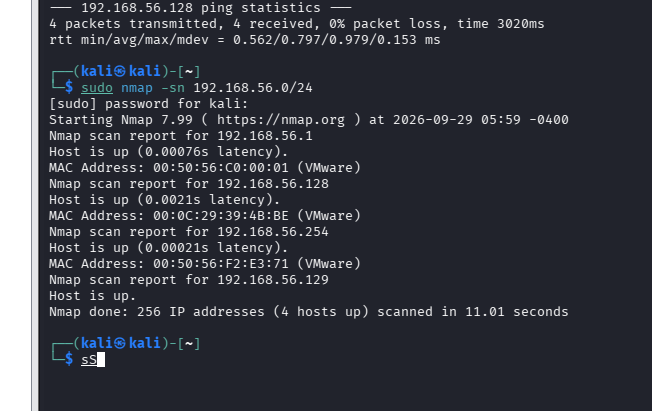 —— 192.168.56.128 ping statistics ——
4 packets transmitted, 4 received, 0% packet loss, time 3020ms
rtt min/avg/max/mdev = 0.562/0.797/0.979/0.153 ms
┌──(kali㉿kali)-[~]
└─$ sudo nmap -sn 192.168.56.0/24
[sudo] password for kali:
Starting Nmap 7.99 ( https://nmap.org ) at 2026-09-29 05:59 -0400
Nmap scan report for 192.168.56.1
Host is up (0.00076s latency).
MAC Address: 00:50:56:C0:00:01 (VMware)
Nmap scan report for 192.168.56.128
Host is up (0.0021s latency).
MAC Address: 00:0C:29:39:4B:BE (VMware)
Nmap scan report for 192.168.56.254
Host is up (0.00021s latency).
MAC Address: 00:50:56:F2:E3:71 (VMware)
Nmap scan report for 192.168.56.129
Host is up.
Nmap done: 256 IP addresses (4 hosts up) scanned in 11.01 seconds
┌──(kali㉿kali)-[~]
└─$ sS